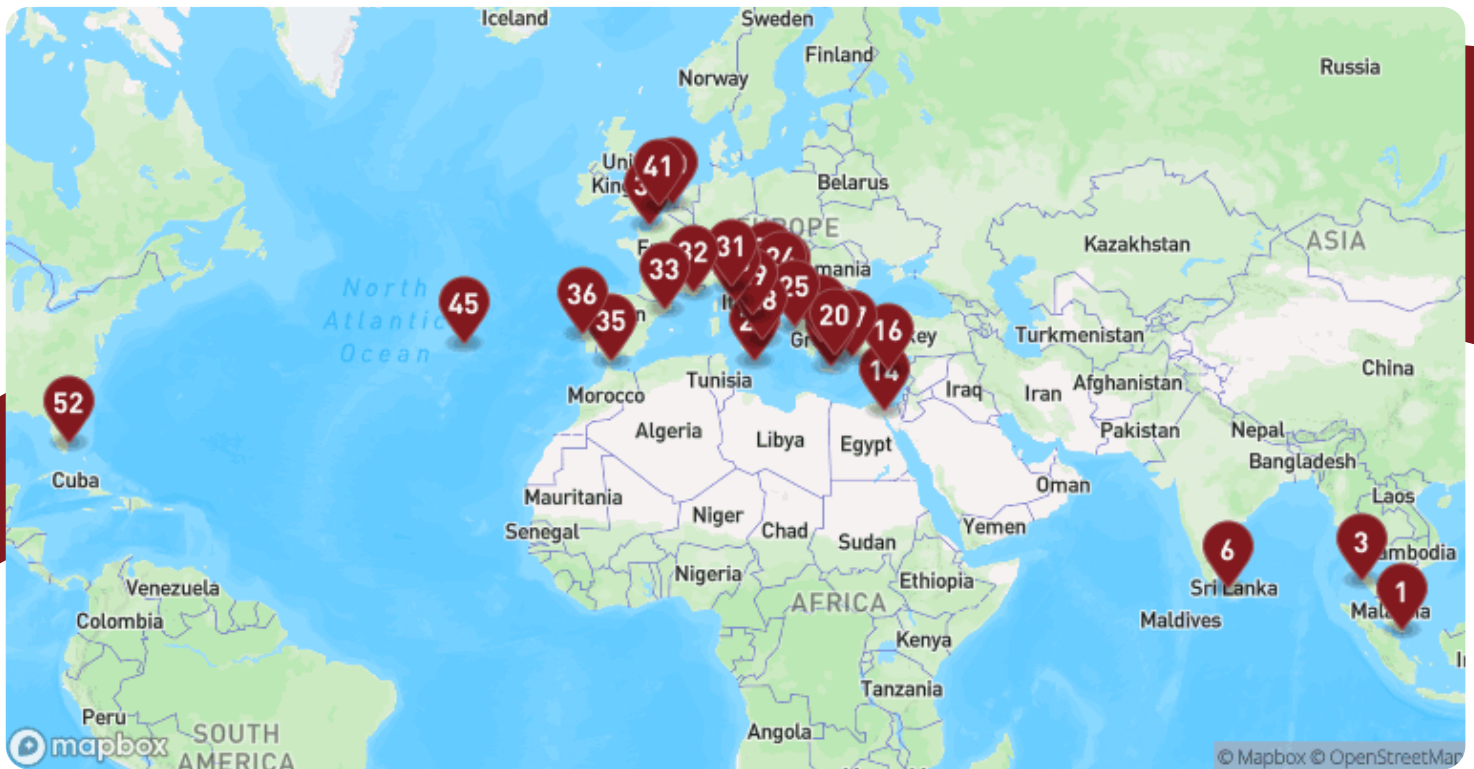 Iceland
Sweden
Finland
Norway
Russia
41
Belarus
EUROPE
Kazakhstan
ASIA
31
32
33
25
36
35
45
20
16
14
North
Atlantic
Ocean
Turkmenistan
China
Tunisia
Morocco
Iraq
Iran
Afghanistan
52
Algeria
Libya
Egypt
Pakistan
Nepal
Bangladesh
Cuba
Oman
Laos
Mauritania
Niger
Chad
Yemen
Senegal
Sudan
6
3
Nigeria
Ethiopia
Venezuela
Sri Lanka
1
Colombia
AFRICA
Maldives
Kenya
Tanzania
Peru
Angola
SOUTH
AMERICA
mapbox
© Mapbox © OpenStreetMap